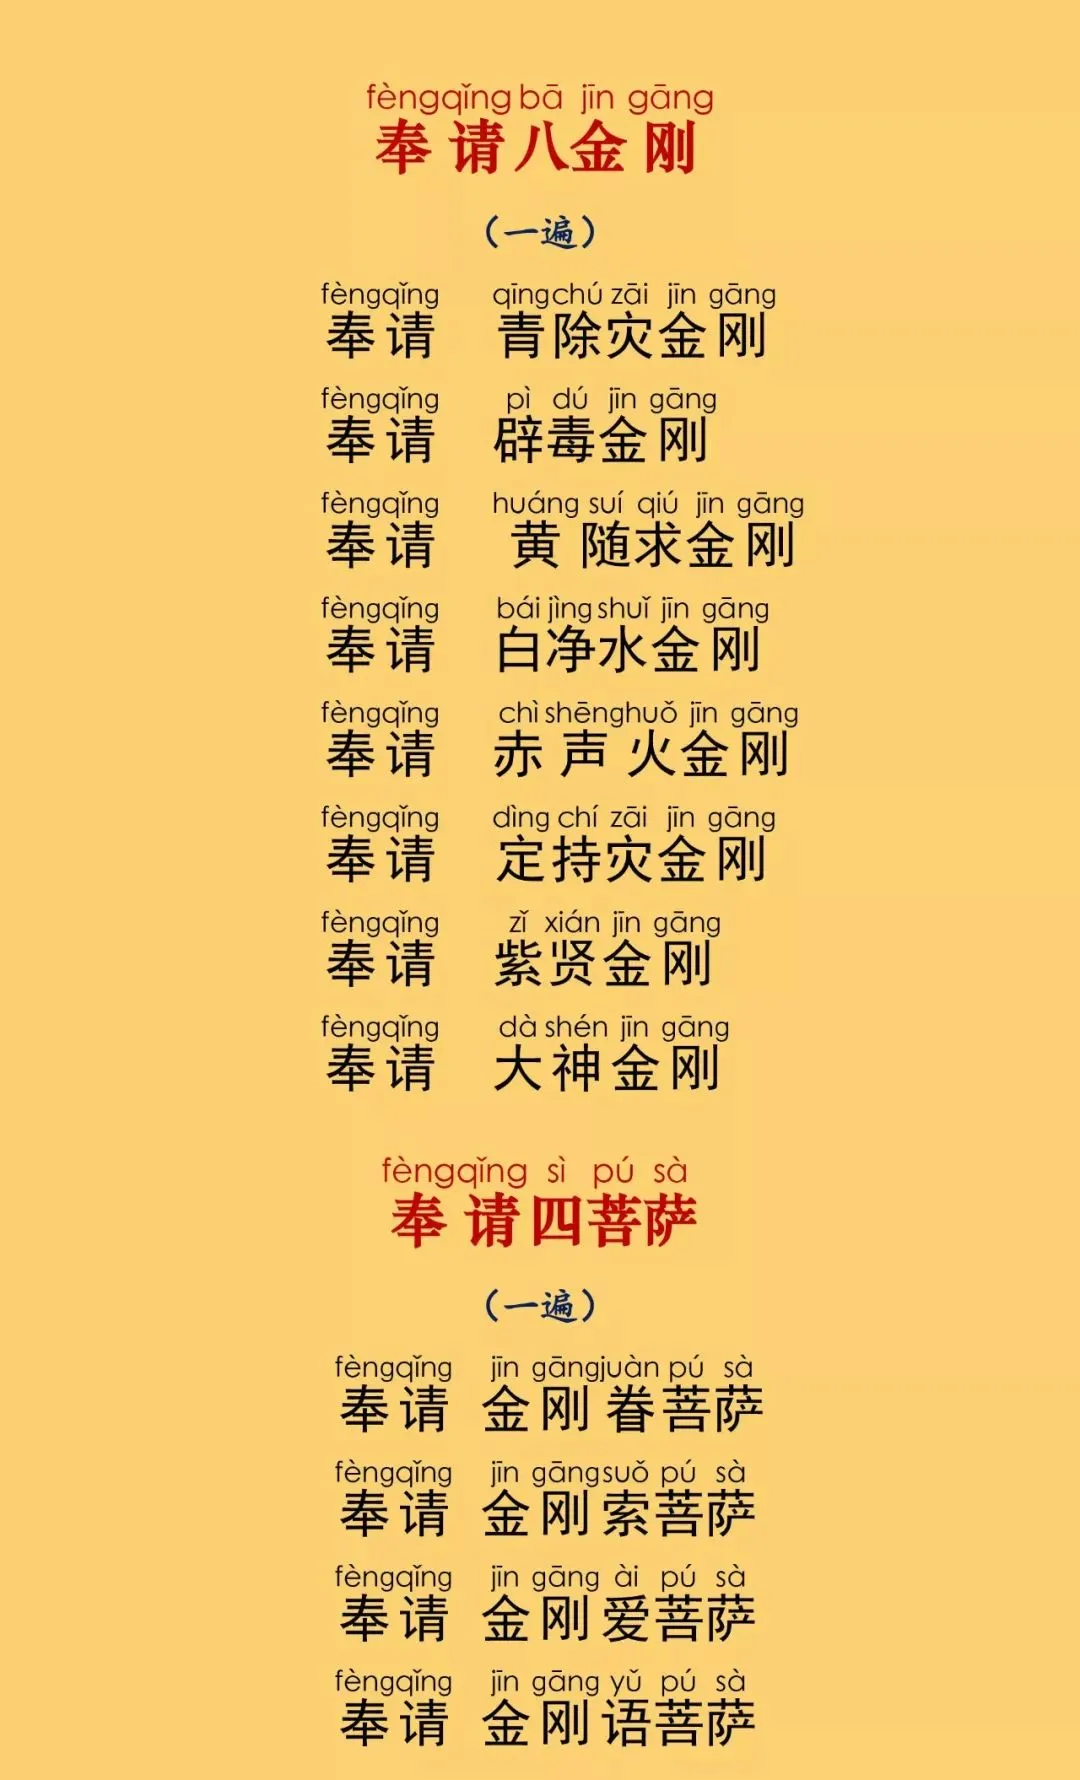 fèngqǐng bā jīn gāng
奉请八金刚
（一遍）
fèngqǐng qīng chú zāi jīn gāng
奉请 青除灾金刚
fèngqǐng pì dú jīn gāng
奉请 辟毒金刚
fèngqǐng huáng suí qiú jīn gāng
奉请 黄随求金刚
fèngqǐng bái jìng shuǐ jīn gāng
奉请 白净水金刚
fèngqǐng chì shēng huǒ jīn gāng
奉请 赤声火金刚
fèngqǐng dìng chí zāi jīn gāng
奉请 定持灾金刚
fèngqǐng zǐ xián jīn gāng
奉请 紫贤金刚
fèngqǐng dà shén jīn gāng
奉请 大神金刚
fèngqǐng sì pú sà
奉请四菩萨
（一遍）
fèngqǐng jīn gāng juàn pú sà
奉请 金刚眷菩萨
fèngqǐng jīn gāng suǒ pú sà
奉请 金刚索菩萨
fèngqǐng jīn gāng ài pú sà
奉请 金刚爱菩萨
fèngqǐng jīn gāng yǔ pú sà
奉请 金刚语菩萨